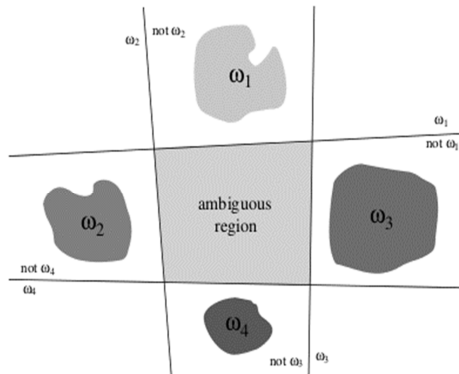 ω₂ not ω₂
ω₁
ω₁
not ω₁
ambiguous
region
ω₂
ω₃
not ω₄
ω₄
ω₄
not ω₃ ω₃